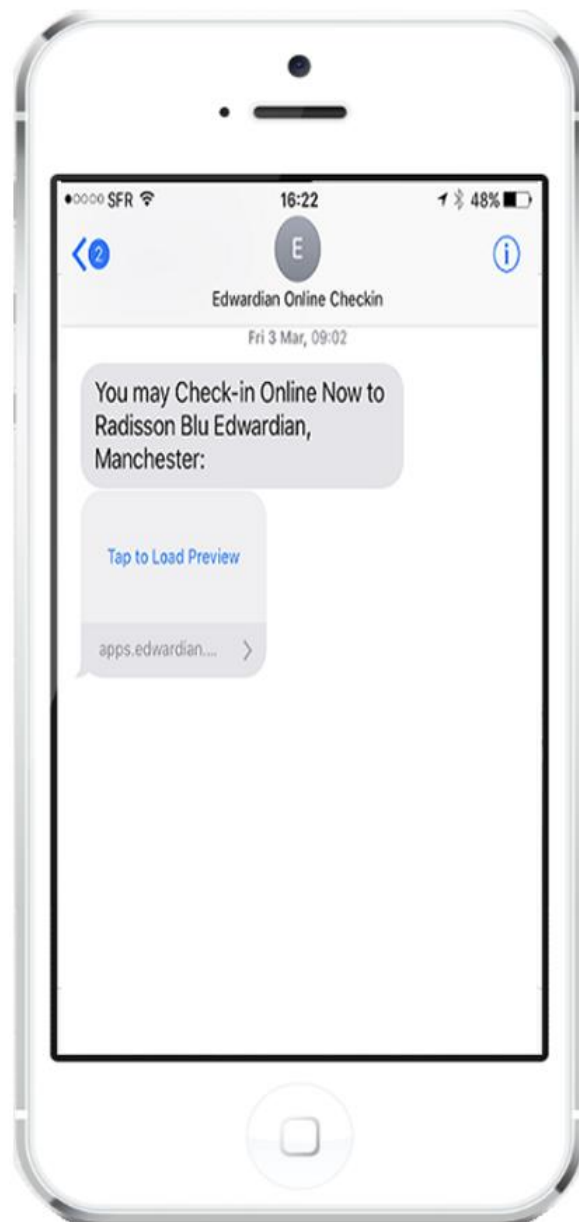 SFR 16:22 48%
2 E
Edwardian Online Checkin
Fri 3 Mar, 09:02
You may Check-in Online Now to
Radisson Blu Edwardian,
Manchester:
Tap to Load Preview
apps.edwardian....